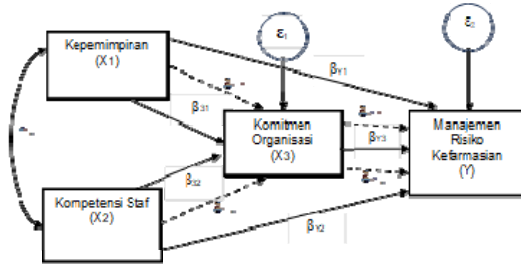 ε₁
ε₂
Kepemimpinan
(X1)
βY1
β31
Komitmen
Organisasi
(X3)
βY3
Manajemen
Risiko
Kefarmasian
(Y)
β32
Kompetensi Staf
(X2)
βY2